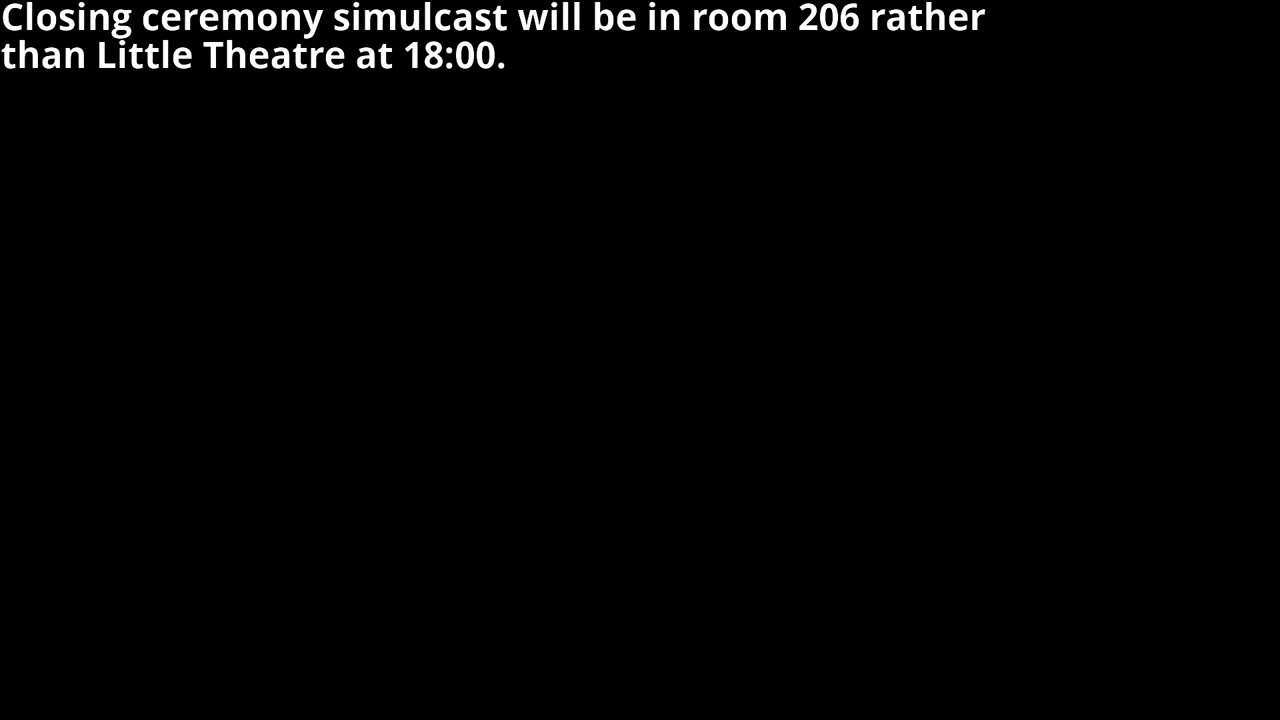 Closing ceremony simulcast will be in room 206 rather
than Little Theatre at 18:00.